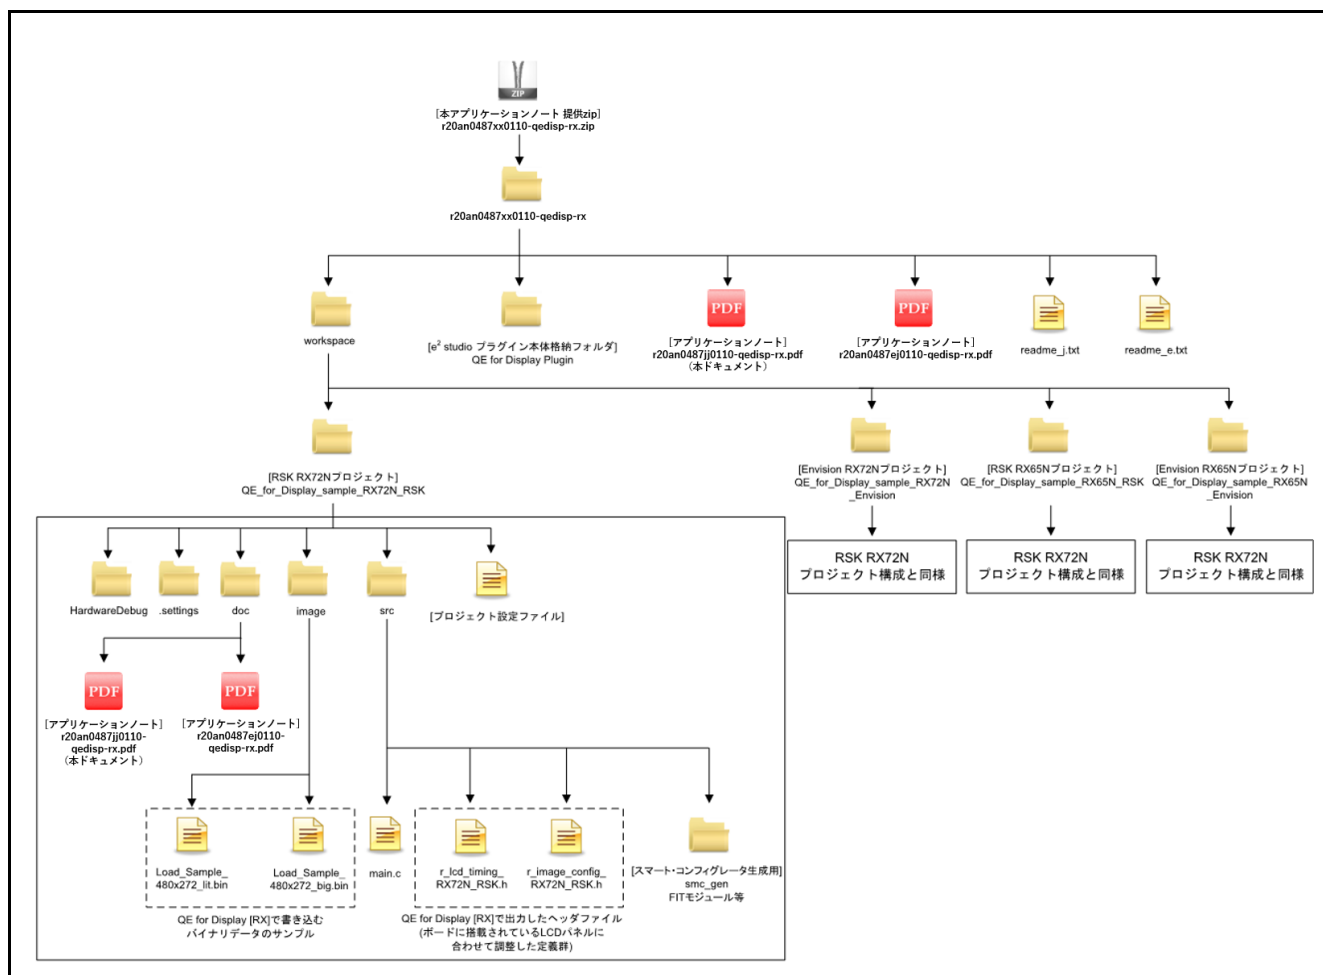 ZIP
[本アプリケーションノート 提供zip]
r20an0487xx0110-qedisp-rx.zip
r20an0487xx0110-qedisp-rx
workspace
[e² studio プラグイン本体格納フォルダ]
QE for Display Plugin
PDF
[アプリケーションノート]
r20an0487jj0110-qedisp-rx.pdf
(本ドキュメント)
PDF
[アプリケーションノート]
r20an0487ej0110-qedisp-rx.pdf
readme_j.txt
readme_e.txt
[RSK RX72Nプロジェクト]
QE_for_Display_sample_RX72N_RSK
[Envision RX72Nプロジェクト]
QE_for_Display_sample_RX72N
_Envision
[RSK RX65Nプロジェクト]
QE_for_Display_sample_RX65N_RSK
[Envision RX65Nプロジェクト]
QE_for_Display_sample_RX65N
_Envision
RSK RX72N
プロジェクト構成と同様
RSK RX72N
プロジェクト構成と同様
RSK RX72N
プロジェクト構成と同様
HardwareDebug
.settings
doc
image
src
[プロジェクト設定ファイル]
PDF
[アプリケーションノート]
r20an0487jj0110-
qedisp-rx.pdf
(本ドキュメント)
PDF
[アプリケーションノート]
r20an0487ej0110-
qedisp-rx.pdf
Load_Sample_
480x272_lit.bin
Load_Sample_
480x272_big.bin
QE for Display [RX]で書き込む
バイナリデータのサンプル
main.c
r_lcd_timing_
RX72N_RSK.h
r_image_config_
RX72N_RSK.h
QE for Display [RX]で出力したヘッダファイル
(ボードに搭載されているLCDパネルに
合わせて調整した定義群)
[スマート・コンフィグレータ生成用]
smc_gen
FITモジュール等